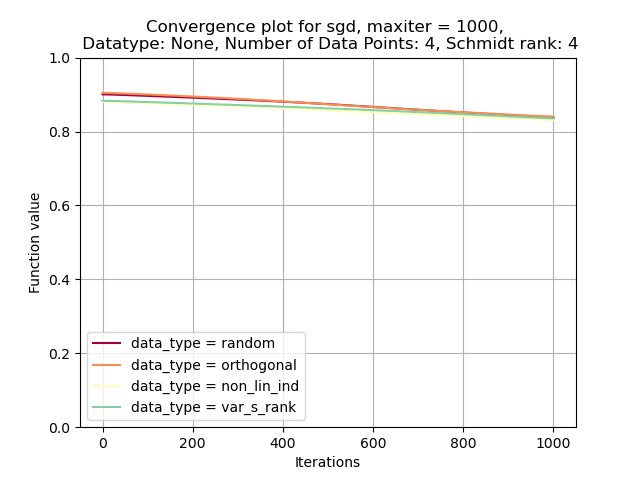 Convergence plot for sgd, maxiter = 1000,
Datatype: None, Number of Data Points: 4, Schmidt rank: 4
1.0
0.8
0.6
0.4
0.2
0.0
Function value
data_type = random
data_type = orthogonal
data_type = non_lin_ind
data_type = var_s_rank
0 200 400 600 800 1000
Iterations